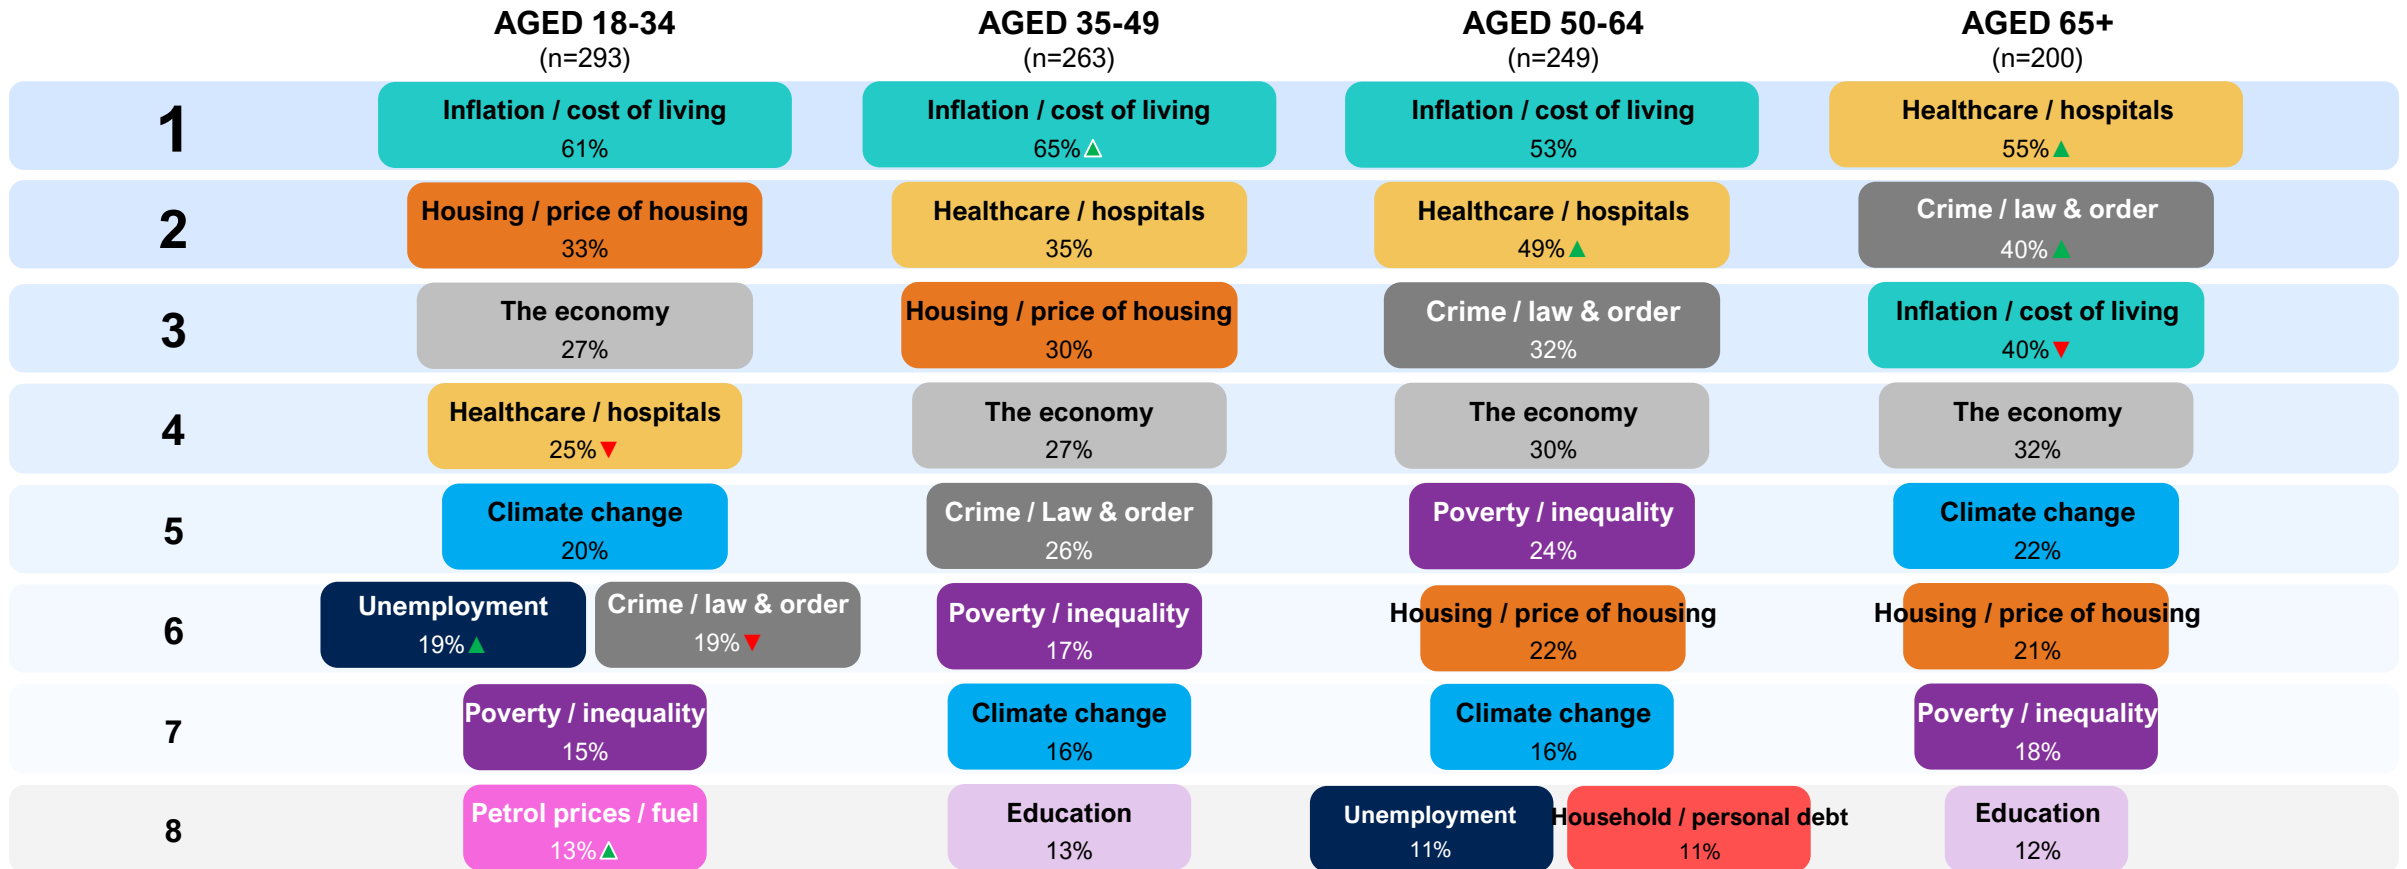 AGED 18-34
(n=293)
AGED 35-49
(n=263)
AGED 50-64
(n=249)
AGED 65+
(n=200)
1
Inflation / cost of living
61%
Inflation / cost of living
65%
Inflation / cost of living
53%
Healthcare / hospitals
55%
2
Housing / price of housing
33%
Healthcare / hospitals
35%
Healthcare / hospitals
49%
Crime / law & order
40%
3
The economy
27%
Housing / price of housing
30%
Crime / law & order
32%
Inflation / cost of living
40%
4
Healthcare / hospitals
25%
The economy
27%
The economy
30%
The economy
32%
5
Climate change
20%
Crime / Law & order
26%
Poverty / inequality
24%
Climate change
22%
6
Unemployment
19%
Crime / law & order
19%
Poverty / inequality
17%
Housing / price of housing
22%
Housing / price of housing
21%
7
Poverty / inequality
15%
Climate change
16%
Climate change
16%
Poverty / inequality
18%
8
Petrol prices / fuel
13%
Education
13%
Unemployment
11%
Household / personal debt
11%
Education
12%